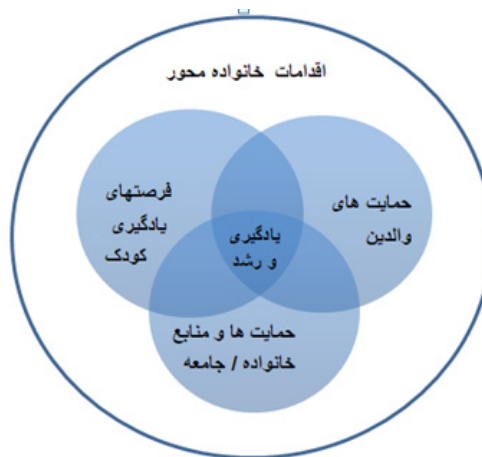 اقدامات خانواده محور
فرصتهای
یادگیری
کودک
حمایت های
والدین
یادگیری
و رشد
حمایت ها و منابع
خانواده / جامعه